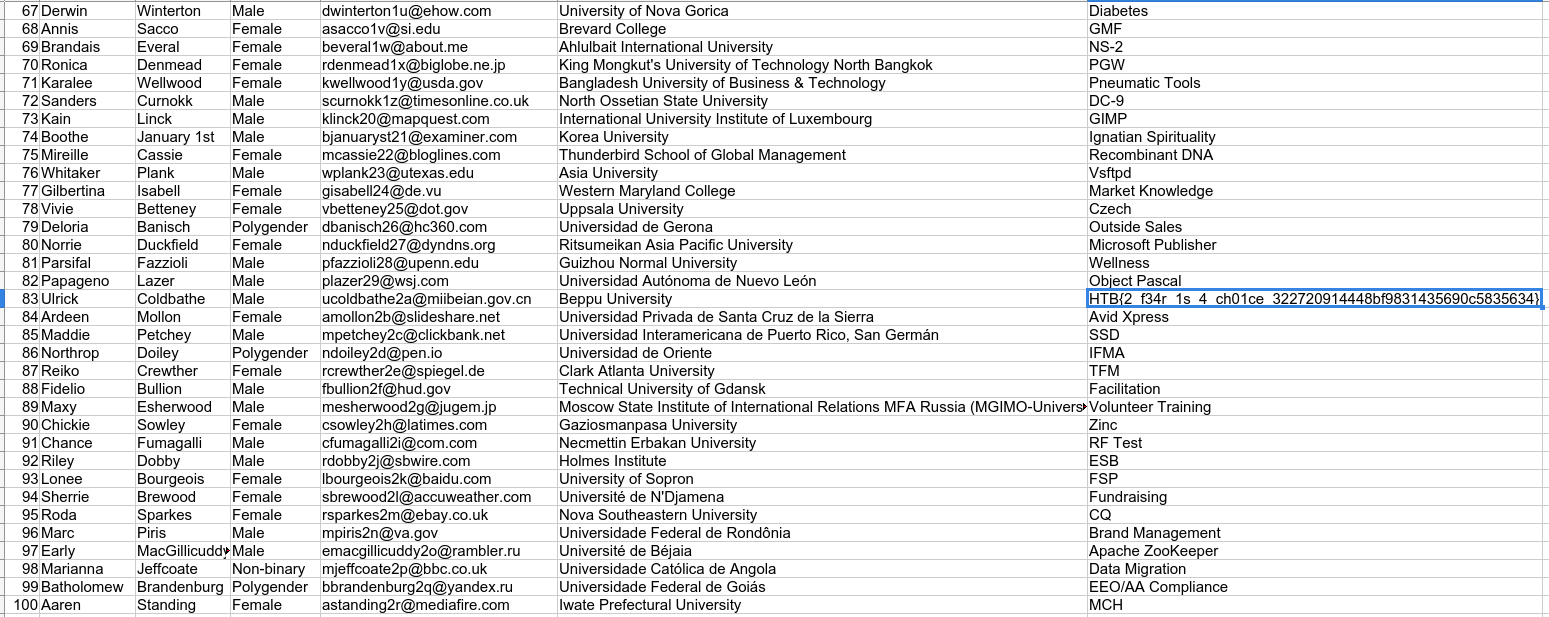 67 Derwin Winterton Male dwinterton1u@ehow.com University of Nova Gorica Diabetes
68 Annis Sacco Female asacco1v@si.edu Brevard College GMF
69 Brandais Everal Female beveral1w@about.me Ahlulbait International University NS-2
70 Ronica Denmead Female rdenmead1x@biglobe.ne.jp King Mongkut's University of Technology North Bangkok PGW
71 Karalee Wellwood Female kwellwood1y@usda.gov Bangladesh University of Business & Technology Pneumatic Tools
72 Sanders Curnokk Male scurnokk1z@timesonline.co.uk North Ossetian State University DC-9
73 Kain Linck Male klinck20@mapquest.com International University Institute of Luxembourg GIMP
74 Boothe January 1st Male bjanuaryst21@examiner.com Korea University Ignatian Spirituality
75 Mireille Cassie Female mcassie22@bloglines.com Thunderbird School of Global Management Recombinant DNA
76 Whitaker Plank Male wplank23@utexas.edu Asia University Vsftpd
77 Gilbertina Isabell Female gisabell24@de.vu Western Maryland College Market Knowledge
78 Vivie Betteney Female vbetteney25@dot.gov Uppsala University Czech
79 Deloria Banisch Polygender dbanisch26@hc360.com Universidad de Gerona Outside Sales
80 Norrie Duckfield Female nduckfield27@dyndns.org Ritsumeikan Asia Pacific University Microsoft Publisher
81 Parsifal Fazzioli Male pfazzioli28@upenn.edu Guizhou Normal University Wellness
82 Papageno Lazer Male plazer29@wsj.com Universidad Autónoma de Nuevo León Object Pascal
83 Ulrick Coldbathe Male ucoldbathe2a@miibeian.gov.cn Beppu University HTB{2_f34r_1s_4_ch01ce_322720914448bf9831435690c5835634}
84 Ardeen Mollon Female amollon2b@slideshare.net Universidad Privada de Santa Cruz de la Sierra Avid Xpress
85 Maddie Petchey Male mpetchey2c@clickbank.net Universidad Interamericana de Puerto Rico, San Germán SSD
86 Northrop Doiley Polygender ndoiley2d@pen.io Universidad de Oriente IFMA
87 Reiko Crewther Female rcrewther2e@spiegel.de Clark Atlanta University TFM
88 Fidelio Bullion Male fbullion2f@hud.gov Technical University of Gdansk Facilitation
89 Maxy Esherwood Male mesherwood2g@jugem.jp Moscow State Institute of International Relations MFA Russia (MGIMO-Univers Volunteer Training
90 Chickie Sowley Female csowley2h@latimes.com Gaziosmanpasa University Zinc
91 Chance Fumagalli Male cfumagalli2i@com.com Necmettin Erbakan University RF Test
92 Riley Dobby Male rdobby2j@sbwire.com Holmes Institute ESB
93 Lonee Bourgeois Female lbourgeois2k@baidu.com University of Sopron FSP
94 Sherrie Brewood Female sbrewood2l@accuweather.com Université de N'Djamena Fundraising
95 Roda Sparkes Female rsparkes2m@ebay.co.uk Nova Southeastern University CQ
96 Marc Piris Male mpiris2n@va.gov Universidade Federal de Rondônia Brand Management
97 Early MacGillicuddy Male emacgillicuddy2o@rambler.ru Université de Béjaia Apache ZooKeeper
98 Marianna Jeffcoate Non-binary mjeffcoate2p@bbc.co.uk Universidade Católica de Angola Data Migration
99 Batholomew Brandenburg Polygender bbrandenburg2q@yandex.ru Universidade Federal de Goiás EEO/AA Compliance
100 Aaren Standing Female astanding2r@mediafire.com Iwate Prefectural University MCH